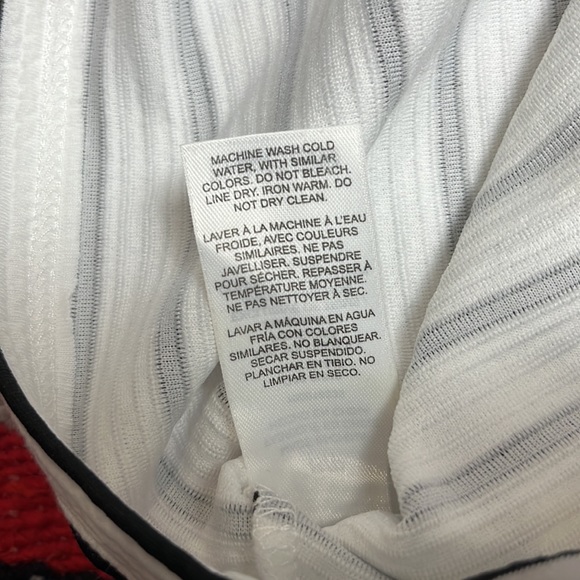 MACHINE WASH COLD
WATER, WITH SIMILAR
COLORS. DO NOT BLEACH.
LINE DRY. IRON WARM. DO
NOT DRY CLEAN.
LAVER À LA MACHINE À L'EAU
FROIDE, AVEC COULEURS
SIMILAIRES. NE PAS
JAVELLISER. SUSPENDRE
POUR SÉCHER. REPASSER À
TEMPÉRATURE MOYENNE.
NE PAS NETTOYER À SEC.
LAVAR A MÁQUINA EN AGUA
FRÍA CON COLORES
SIMILARES. NO BLANQUEAR.
SECAR SUSPENDIDO.
PLANCHAR EN TIBIO. NO
LIMPIAR EN SECO.